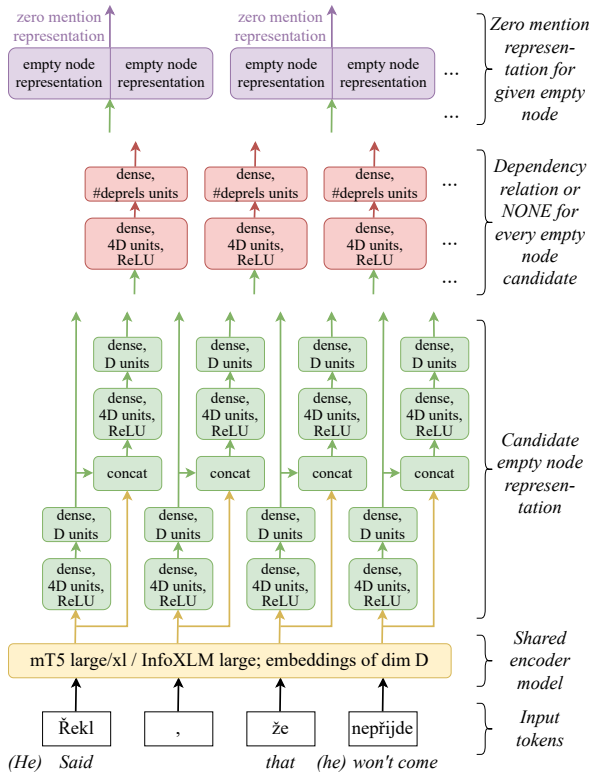 zero mention
representation
zero mention
representation
Zero mention
represen-
tation for
given empty
node
empty node
representation
empty node
representation
empty node
representation
empty node
representation
...
...
dense,
#deprels units
dense,
#deprels units
dense,
#deprels units
...
dense,
4D units,
ReLU
dense,
4D units,
ReLU
dense,
4D units,
ReLU
...
...
Dependency
relation or
NONE for
every empty
node
candidate
dense,
D units
dense,
D units
dense,
D units
dense,
D units
dense,
4D units,
ReLU
dense,
4D units,
ReLU
dense,
4D units,
ReLU
dense,
4D units,
ReLU
concat
concat
concat
concat
dense,
D units
dense,
D units
dense,
D units
dense,
D units
dense,
4D units,
ReLU
dense,
4D units,
ReLU
dense,
4D units,
ReLU
dense,
4D units,
ReLU
Candidate
empty node
represen-
tation
mT5 large/xl / InfoXLM large; embeddings of dim D
Shared
encoder
model
Řekl
,
že
nepřijde
Input
tokens
(He) Said
that
(he) won't come